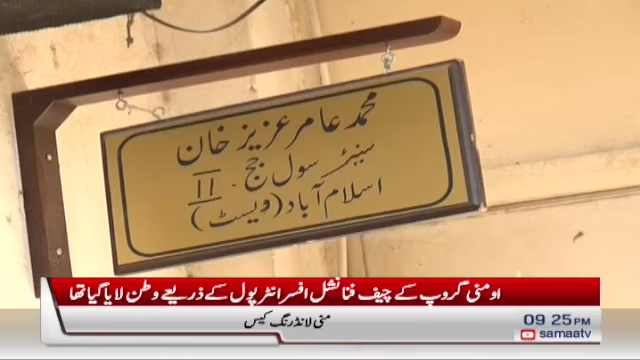 محمد عامر عزیز خان
سینئر سول جج - II
اسلام آباد (ویسٹ)
اومنی گروپ کے چیف فنانشل افسر انٹرپول کے ذریعے وطن لایا گیا تھا
منی لانڈرنگ کیس
09 25 PM
samaatv